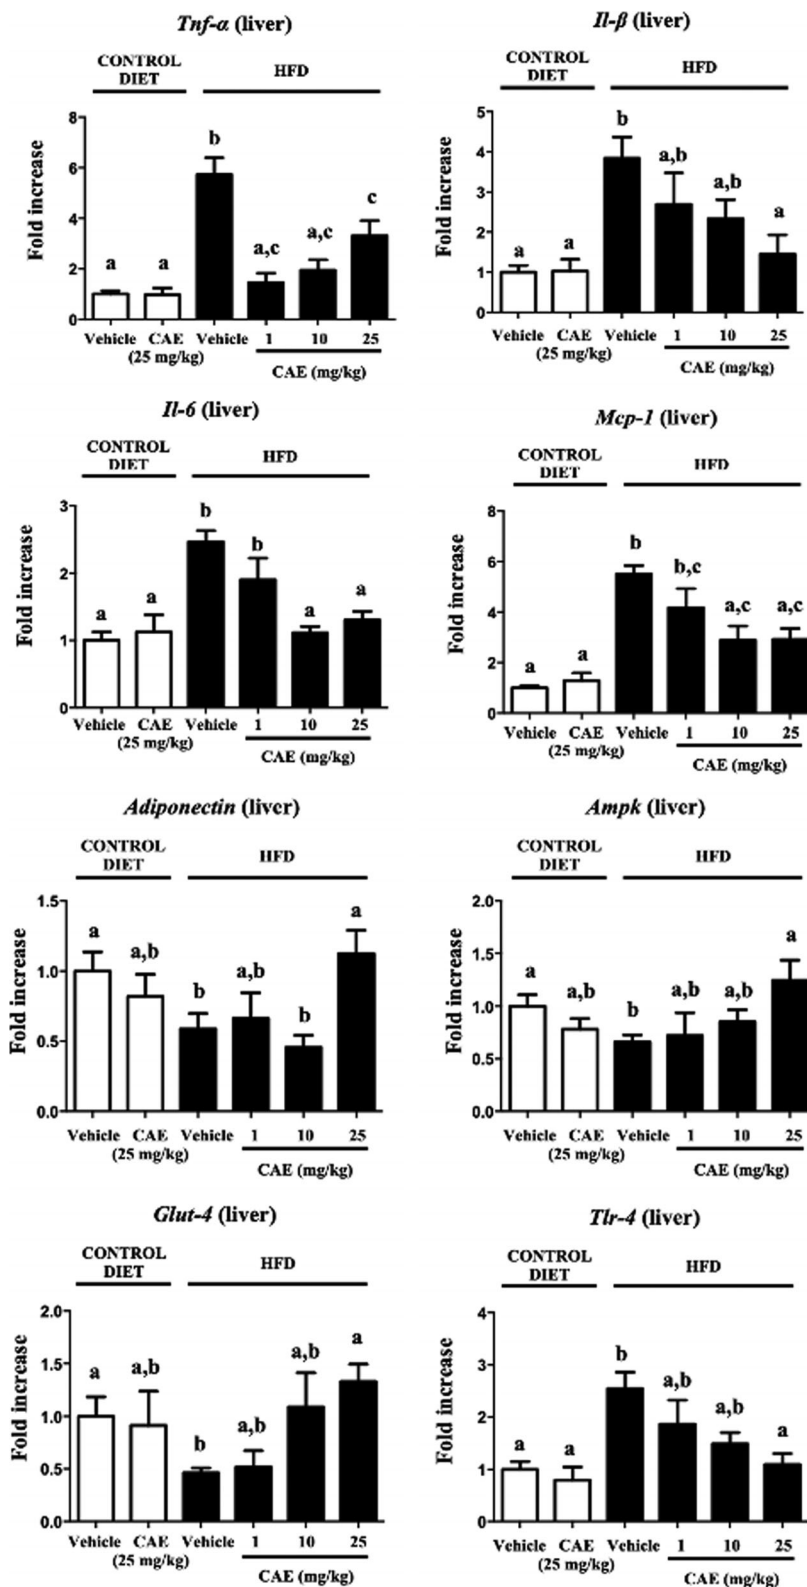 Tnf-α (liver)
CONTROL
DIET
HFD
Fold increase
8
6
4
2
0
a
a
b
a,c
a,c
c
Vehicle
CAE
(25 mg/kg)
Vehicle
1
10
25
CAE (mg/kg)
Il-β (liver)
CONTROL
DIET
HFD
Fold increase
5
4
3
2
1
0
a
a
b
a,b
a,b
a
Vehicle
CAE
(25 mg/kg)
Vehicle
1
10
25
CAE (mg/kg)
Il-6 (liver)
CONTROL
DIET
HFD
Fold increase
3
2
1
0
a
a
b
b
a
a
Vehicle
CAE
(25 mg/kg)
Vehicle
1
10
25
CAE (mg/kg)
Mcp-1 (liver)
CONTROL
DIET
HFD
Fold increase
8
6
4
2
0
a
a
b
b,c
a,c
a,c
Vehicle
CAE
(25 mg/kg)
Vehicle
1
10
25
CAE (mg/kg)
Adiponectin (liver)
CONTROL
DIET
HFD
Fold increase
1.5
1.0
0.5
0.0
a
a,b
b
a,b
b
a
Vehicle
CAE
(25 mg/kg)
Vehicle
1
10
25
CAE (mg/kg)
Ampk (liver)
CONTROL
DIET
HFD
Fold increase
2.0
1.5
1.0
0.5
0.0
a
a,b
b
a,b
a,b
a
Vehicle
CAE
(25 mg/kg)
Vehicle
1
10
25
CAE (mg/kg)
Glut-4 (liver)
CONTROL
DIET
HFD
Fold increase
2.0
1.5
1.0
0.5
0.0
a
a,b
b
a,b
a,b
a
Vehicle
CAE
(25 mg/kg)
Vehicle
1
10
25
CAE (mg/kg)
Tlr-4 (liver)
CONTROL
DIET
HFD
Fold increase
4
3
2
1
0
a
a
b
a,b
a,b
a
Vehicle
CAE
(25 mg/kg)
Vehicle
1
10
25
CAE (mg/kg)